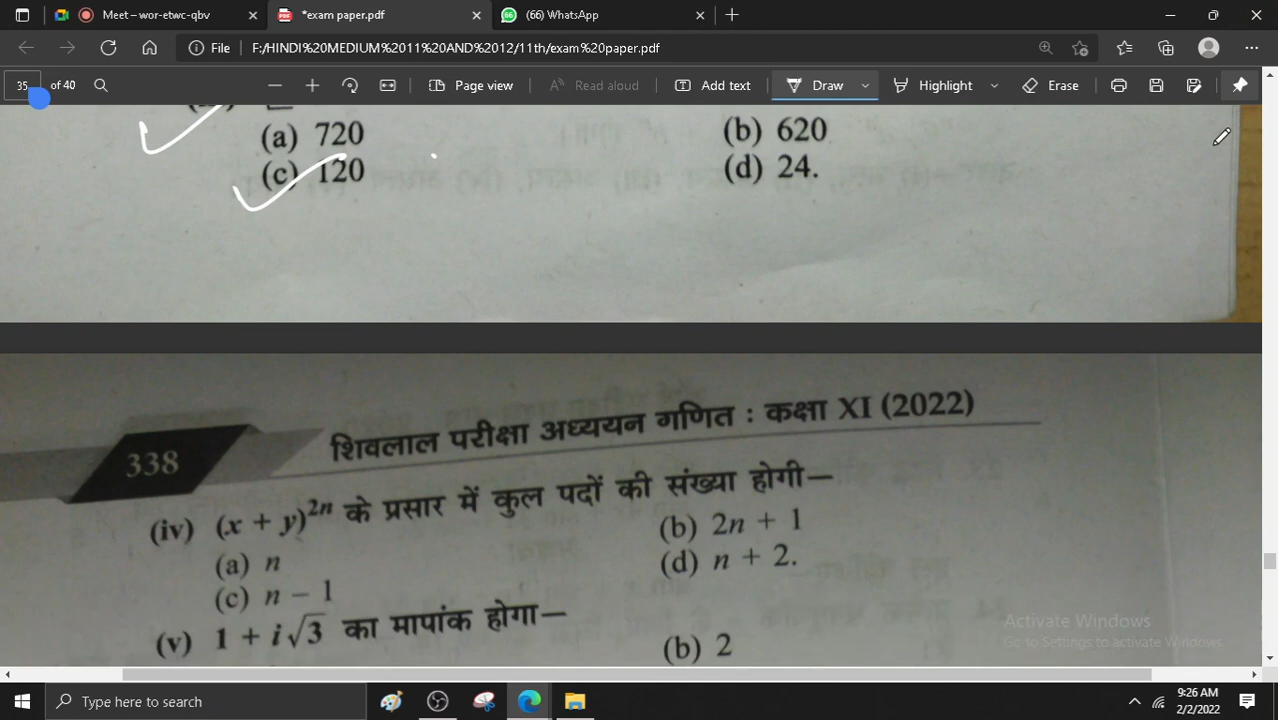 Meet – wor-etwc-qbv
*exam paper.pdf
(66) WhatsApp
File
F:/HINDI%20MEDIUM%2011%20AND%2012/11th/exam%20paper.pdf
35 of 40
Page view
Read aloud
Add text
Draw
Highlight
Erase
(a) 720
(b) 620
(c) 120
(d) 24.
338
शिवलाल परीक्षा अध्ययन गणित : कक्षा XI (2022)
(iv) (x + y)²ⁿ के प्रसार में कुल पदों की संख्या होगी—
(a) n
(b) 2n + 1
(c) n – 1
(d) n + 2.
(v) 1 + i√3 का मापांक होगा—
(b) 2
Activate Windows
Go to Settings to activate Windows.
Type here to search
9:26 AM
2/2/2022